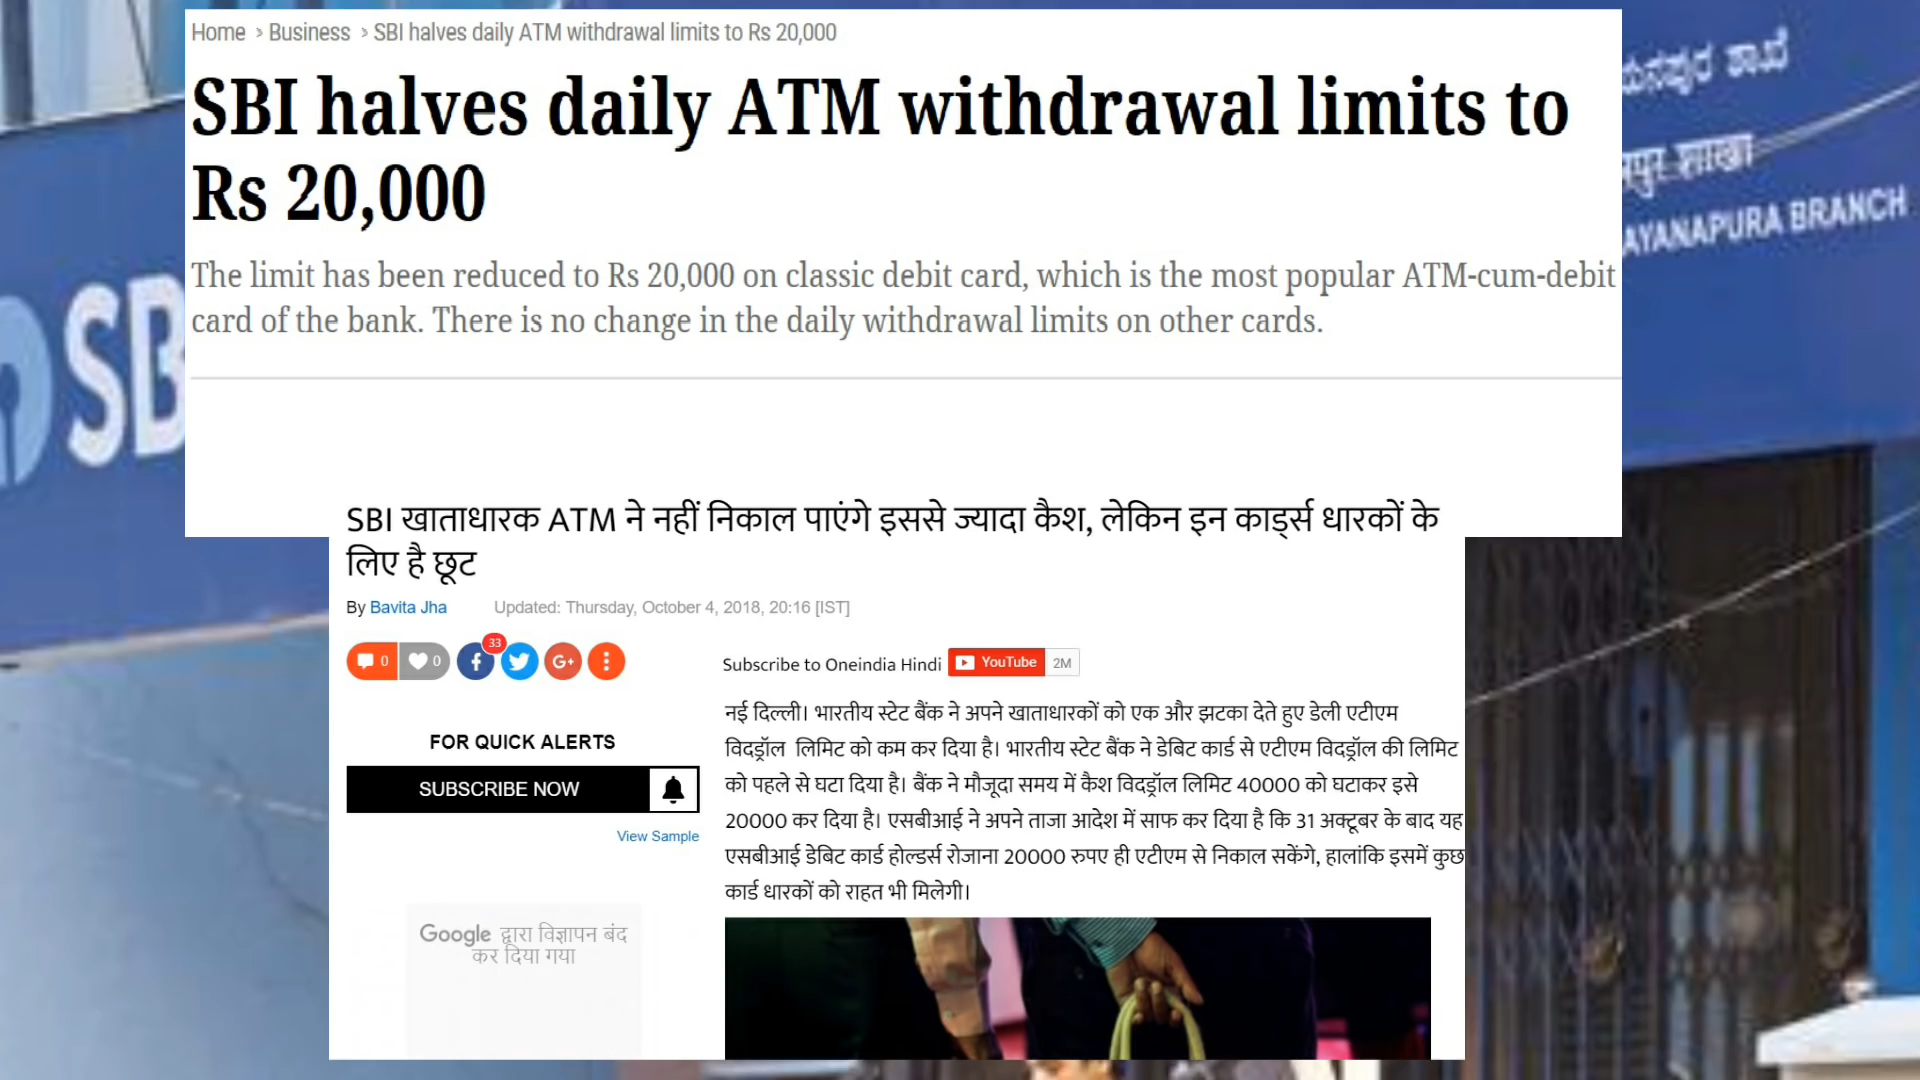 Home > Business > SBI halves daily ATM withdrawal limits to Rs 20,000
SBI halves daily ATM withdrawal limits to
Rs 20,000
The limit has been reduced to Rs 20,000 on classic debit card, which is the most popular ATM-cum-debit
card of the bank. There is no change in the daily withdrawal limits on other cards.
SB
ಶಾಖೆ
शाखा
AYANAPURA BRANCH
SBI खाताधारक ATM ने नहीं निकाल पाएंगे इससे ज्यादा कैश, लेकिन इन कार्ड्स धारकों के
लिए है छूट
By Bavita Jha Updated: Thursday, October 4, 2018, 20:16 [IST]
0 0 33 G+
Subscribe to Oneindia Hindi YouTube 2M
FOR QUICK ALERTS
SUBSCRIBE NOW
View Sample
Google द्वारा विज्ञापन बंद
कर दिया गया
नई दिल्ली। भारतीय स्टेट बैंक ने अपने खाताधारकों को एक और झटका देते हुए डेली एटीएम
विदड्रॉल लिमिट को कम कर दिया है। भारतीय स्टेट बैंक ने डेबिट कार्ड से एटीएम विदड्रॉल की लिमिट
को पहले से घटा दिया है। बैंक ने मौजूदा समय में कैश विदड्रॉल लिमिट 40000 को घटाकर इसे
20000 कर दिया है। एसबीआई ने अपने ताजा आदेश में साफ कर दिया है कि 31 अक्टूबर के बाद यह
एसबीआई डेबिट कार्ड होल्डर्स रोजाना 20000 रुपए ही एटीएम से निकाल सकेंगे, हालांकि इसमें कुछ
कार्ड धारकों को राहत भी मिलेगी।